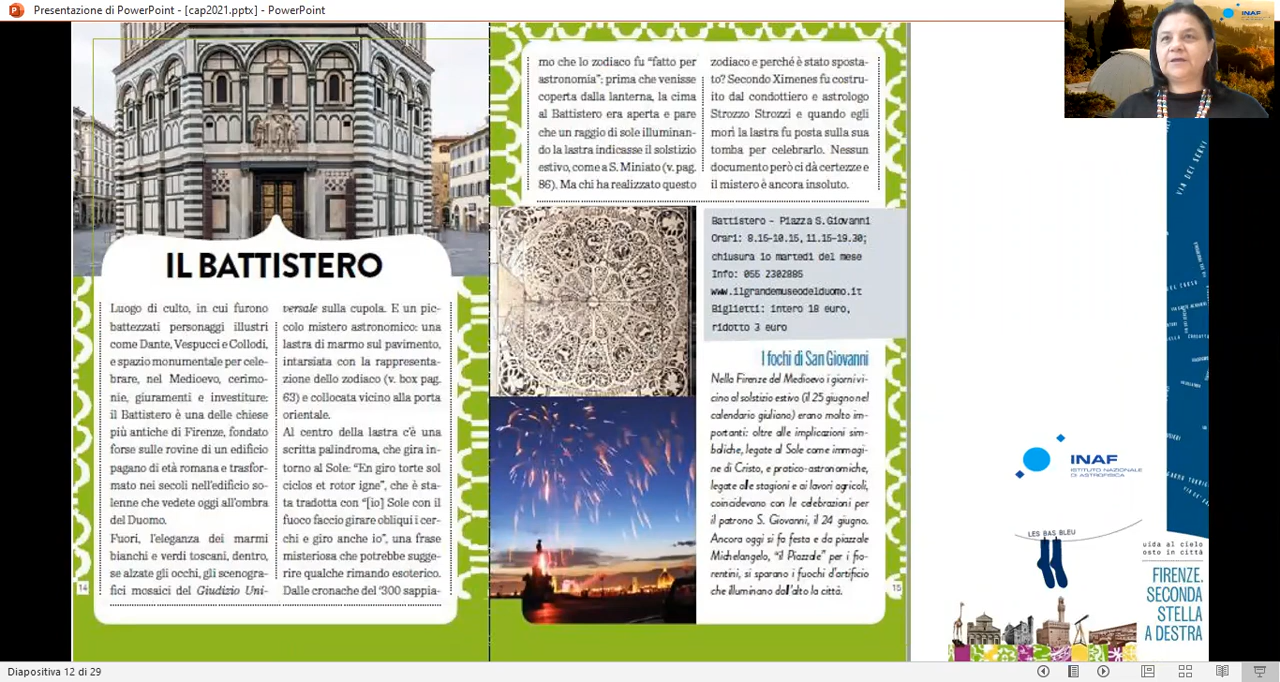 Presentazione di PowerPoint - [cap2021.pptx] - PowerPoint
INAF
IL BATTISTERO
Luogo di culto, in cui furono
battezzati personaggi illustri
come Dante, Vespucci e Collodi,
e spazio monumentale per cele-
brare, nel Medioevo, cerimo-
nie, giuramenti e investiture:
il Battistero è una delle chiese
più antiche di Firenze, fondato
forse sulle rovine di un edificio
pagano di età romana e trasfor-
mato nei secoli nell'edificio so-
lenne che vedete oggi all'ombra
del Duomo.
Fuori, l'eleganza dei marmi
bianchi e verdi toscani, dentro,
se alzate gli occhi, gli scenogra-
fici mosaici del Giudizio Uni-
versale sulla cupola. E un pic-
colo mistero astronomico: una
lastra di marmo sul pavimento,
intarsiata con la rappresenta-
zione dello zodiaco (v. box pag.
63) e collocata vicino alla porta
orientale.
Al centro della lastra c'è una
scritta palindroma, che gira in-
torno al Sole: "En giro torte sol
ciclos et rotor igne", che è sta-
ta tradotta con "[io] Sole con il
fuoco faccio girare obliqui i cer-
chi e giro anche io", una frase
misteriosa che potrebbe sugge-
rire qualche rimando esoterico.
Dalle cronache del '300 sappia-
14
mo che lo zodiaco fu "fatto per
astronomia": prima che venisse
coperta dalla lanterna, la cima
al Battistero era aperta e pare
che un raggio di sole illuminan-
do la lastra indicasse il solstizio
estivo, come a S. Miniato (v. pag.
86). Ma chi ha realizzato questo
zodiaco e perché è stato sposta-
to? Secondo Ximenes fu costru-
ito dal condottiero e astrologo
Strozzo Strozzi e quando egli
morì la lastra fu posta sulla sua
tomba per celebrarlo. Nessun
documento però ci dà certezze e
il mistero è ancora insoluto.
Battistero - Piazza S.Giovanni
Orari: 8.15-10.15, 11.15-19.30;
chiusura 1o martedì del mese
Info: 055 2302885
www.ilgrandemuseodelduomo.it
Biglietti: intero 18 euro,
ridotto 3 euro
I fochi di San Giovanni
Nella Firenze del Medioevo i giorni vi-
cino al solstizio estivo (il 25 giugno nel
calendario giuliano) erano molto im-
portanti: oltre alle implicazioni sim-
boliche, legate al Sole come immagi-
ne di Cristo, e pratico-astronomiche,
legate alle stagioni e ai lavori agricoli,
coincidevano con le celebrazioni per
il patrono S. Giovanni, il 24 giugno.
Ancora oggi si fa festa e da piazzale
Michelangelo, "il Piazzale" per i fio-
rentini, si sparano i fuochi d'artificio
che illuminano dall'alto la città.
15
VIA DEI SERVI
INAF
ISTITUTO NAZIONALE
DI ASTROFISICA
LES BAS BLEU
uida al cielo
osto in città
FIRENZE.
SECONDA
STELLA
A DESTRA
Diapositiva 12 di 29